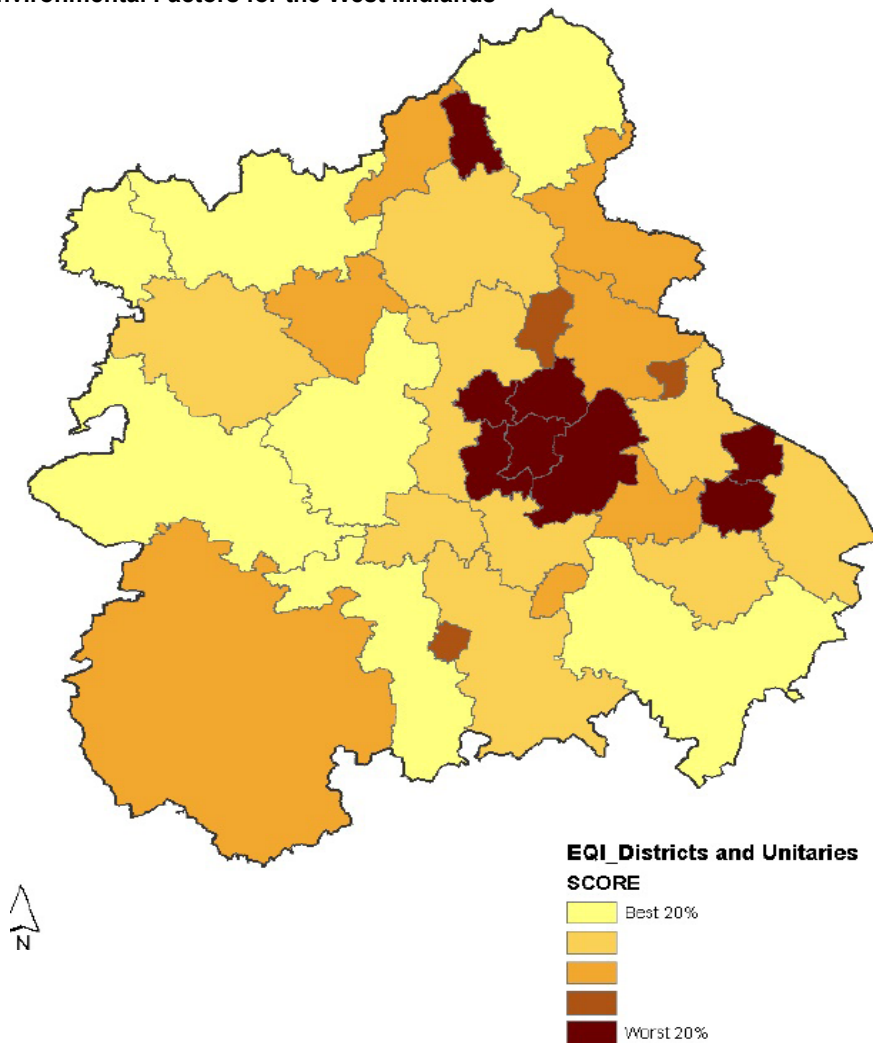 Environmental Factors for the West Midlands
EQI_Districts and Unitaries
SCORE
Best 20%
Worst 20%
N